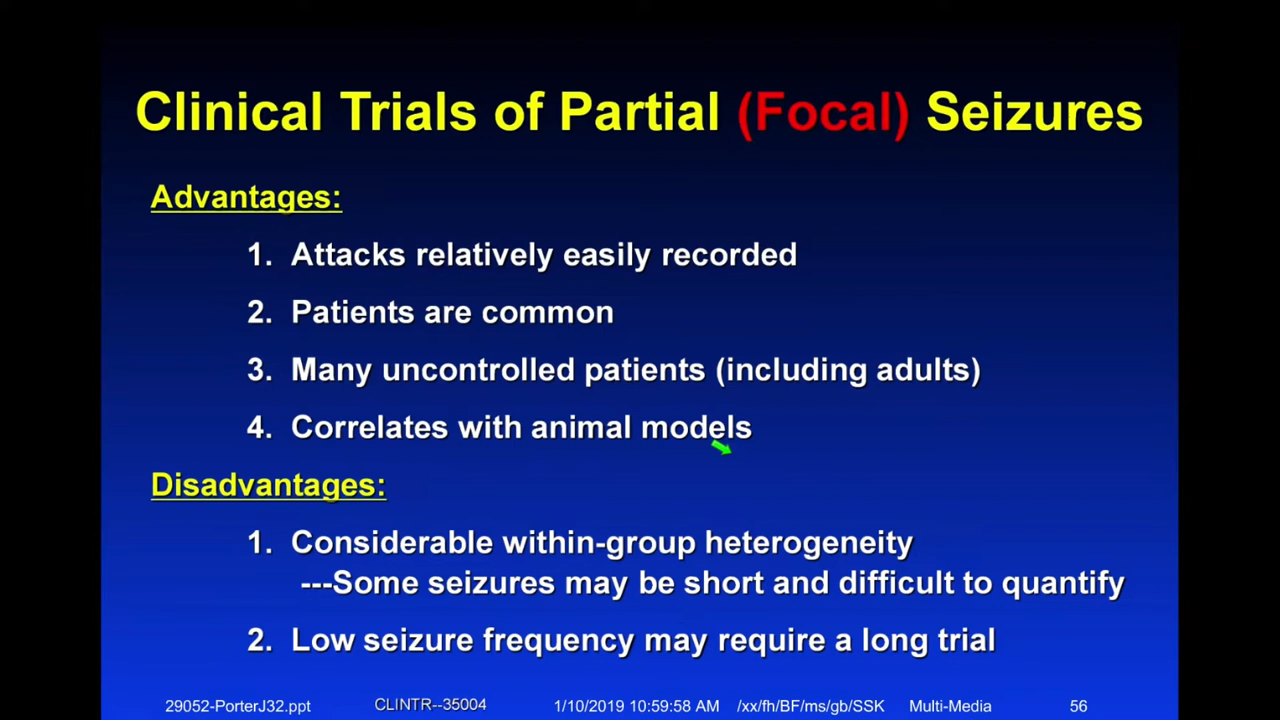 Clinical Trials of Partial (Focal) Seizures
Advantages:
1. Attacks relatively easily recorded
2. Patients are common
3. Many uncontrolled patients (including adults)
4. Correlates with animal models
Disadvantages:
1. Considerable within-group heterogeneity
---Some seizures may be short and difficult to quantify
2. Low seizure frequency may require a long trial
29052-PorterJ32.ppt CLINTR--35004 1/10/2019 10:59:58 AM /xx/fh/BF/ms/gb/SSK Multi-Media 56